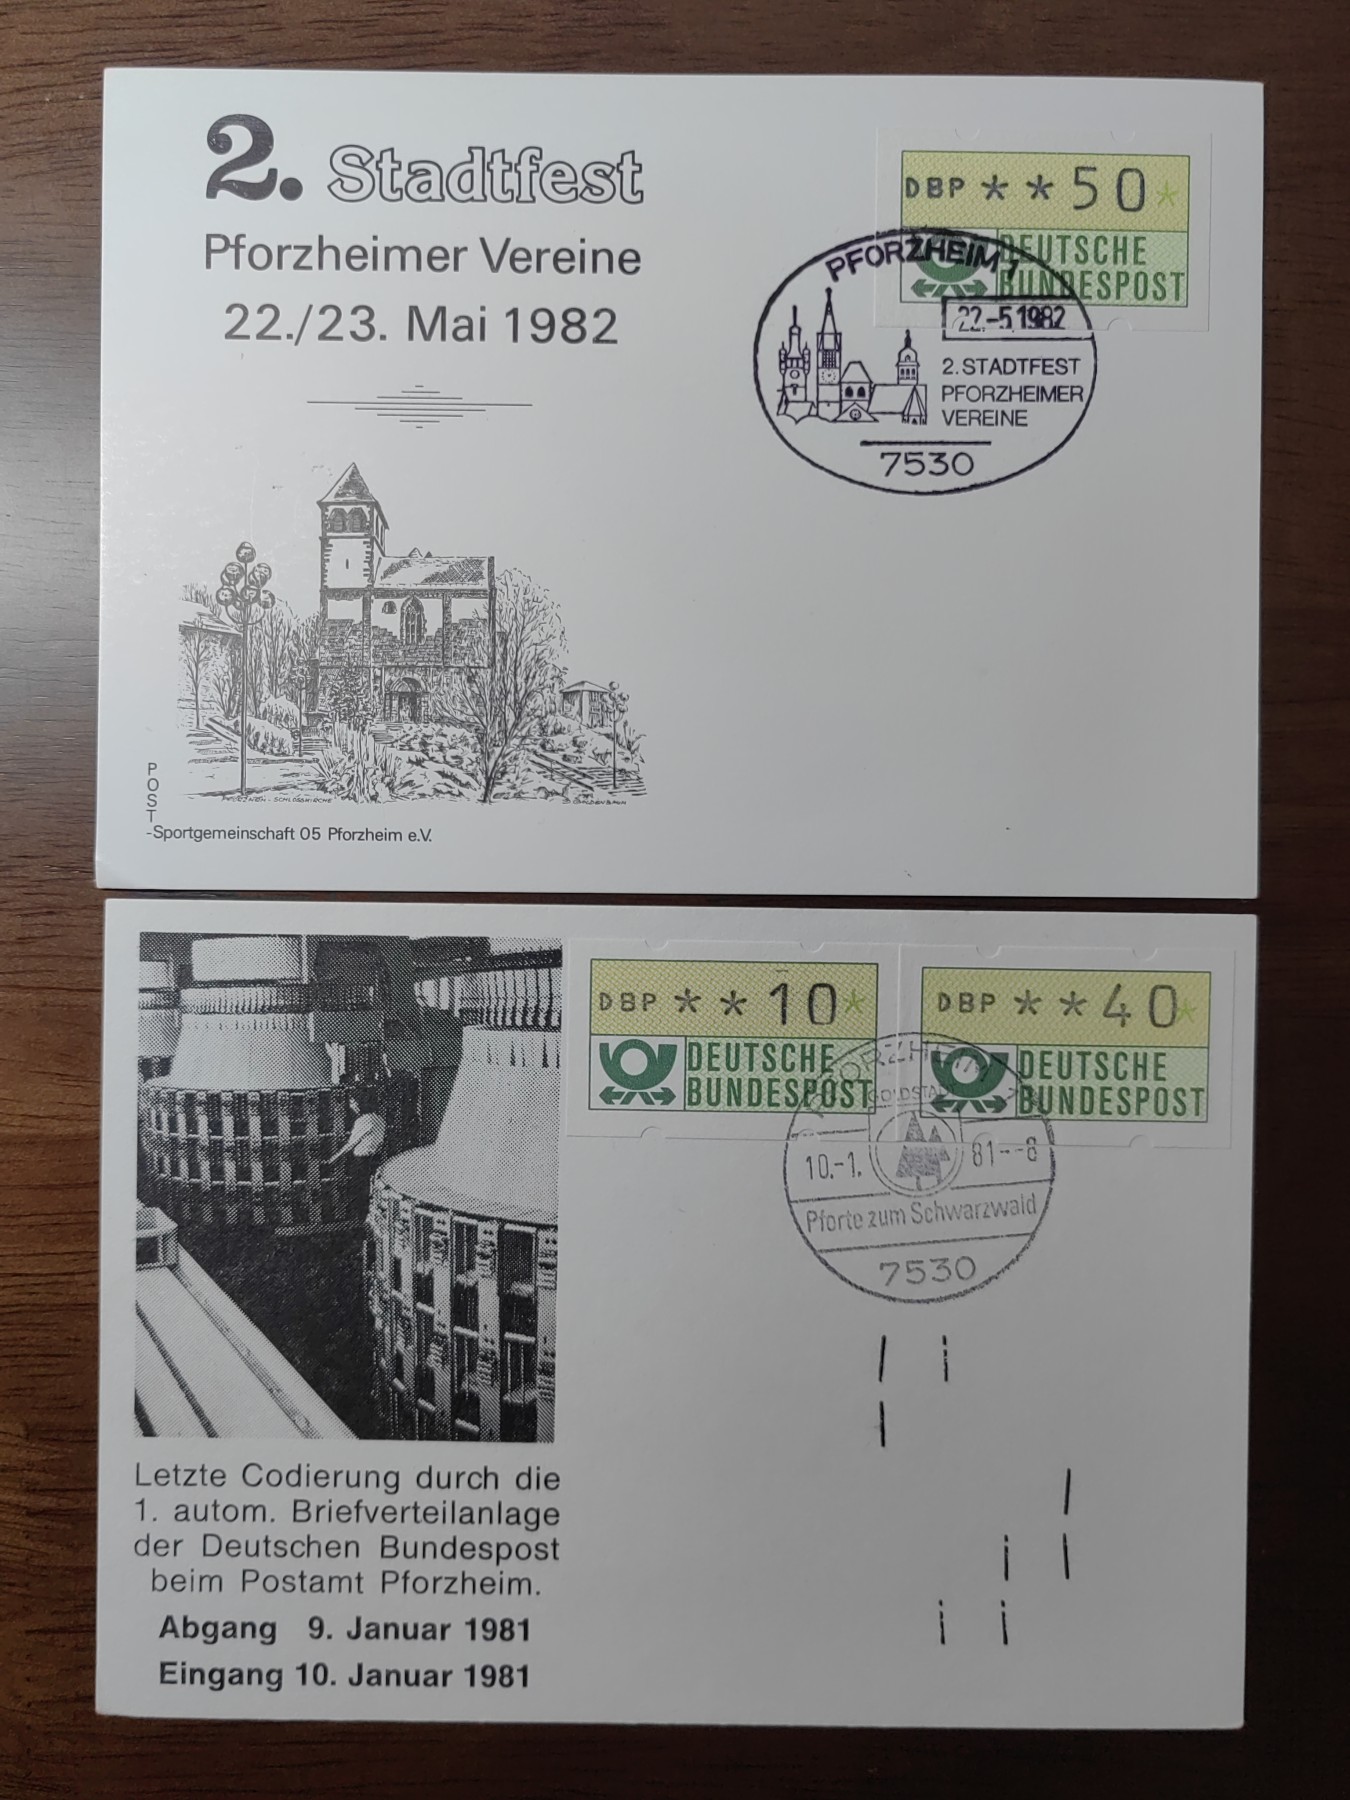 2. Stadtfest
Pforzheimer Vereine
22./23. Mai 1982
POST
-Sportgemeinschaft 05 Pforzheim e.V.
DBP **50*
DEUTSCHE
BUNDESPOST
PFORZHEIM 1
22.-5.1982
2. STADTFEST
PFORZHEIMER
VEREINE
7530
DBP **10*
DEUTSCHE
BUNDESPOST
DBP **40*
DEUTSCHE
BUNDESPOST
PFORZHEIM
10.-1.
81--8
Pforte zum Schwarzwald
7530
Letzte Codierung durch die
1. autom. Briefverteilanlage
der Deutschen Bundespost
beim Postamt Pforzheim.
Abgang 9. Januar 1981
Eingang 10. Januar 1981